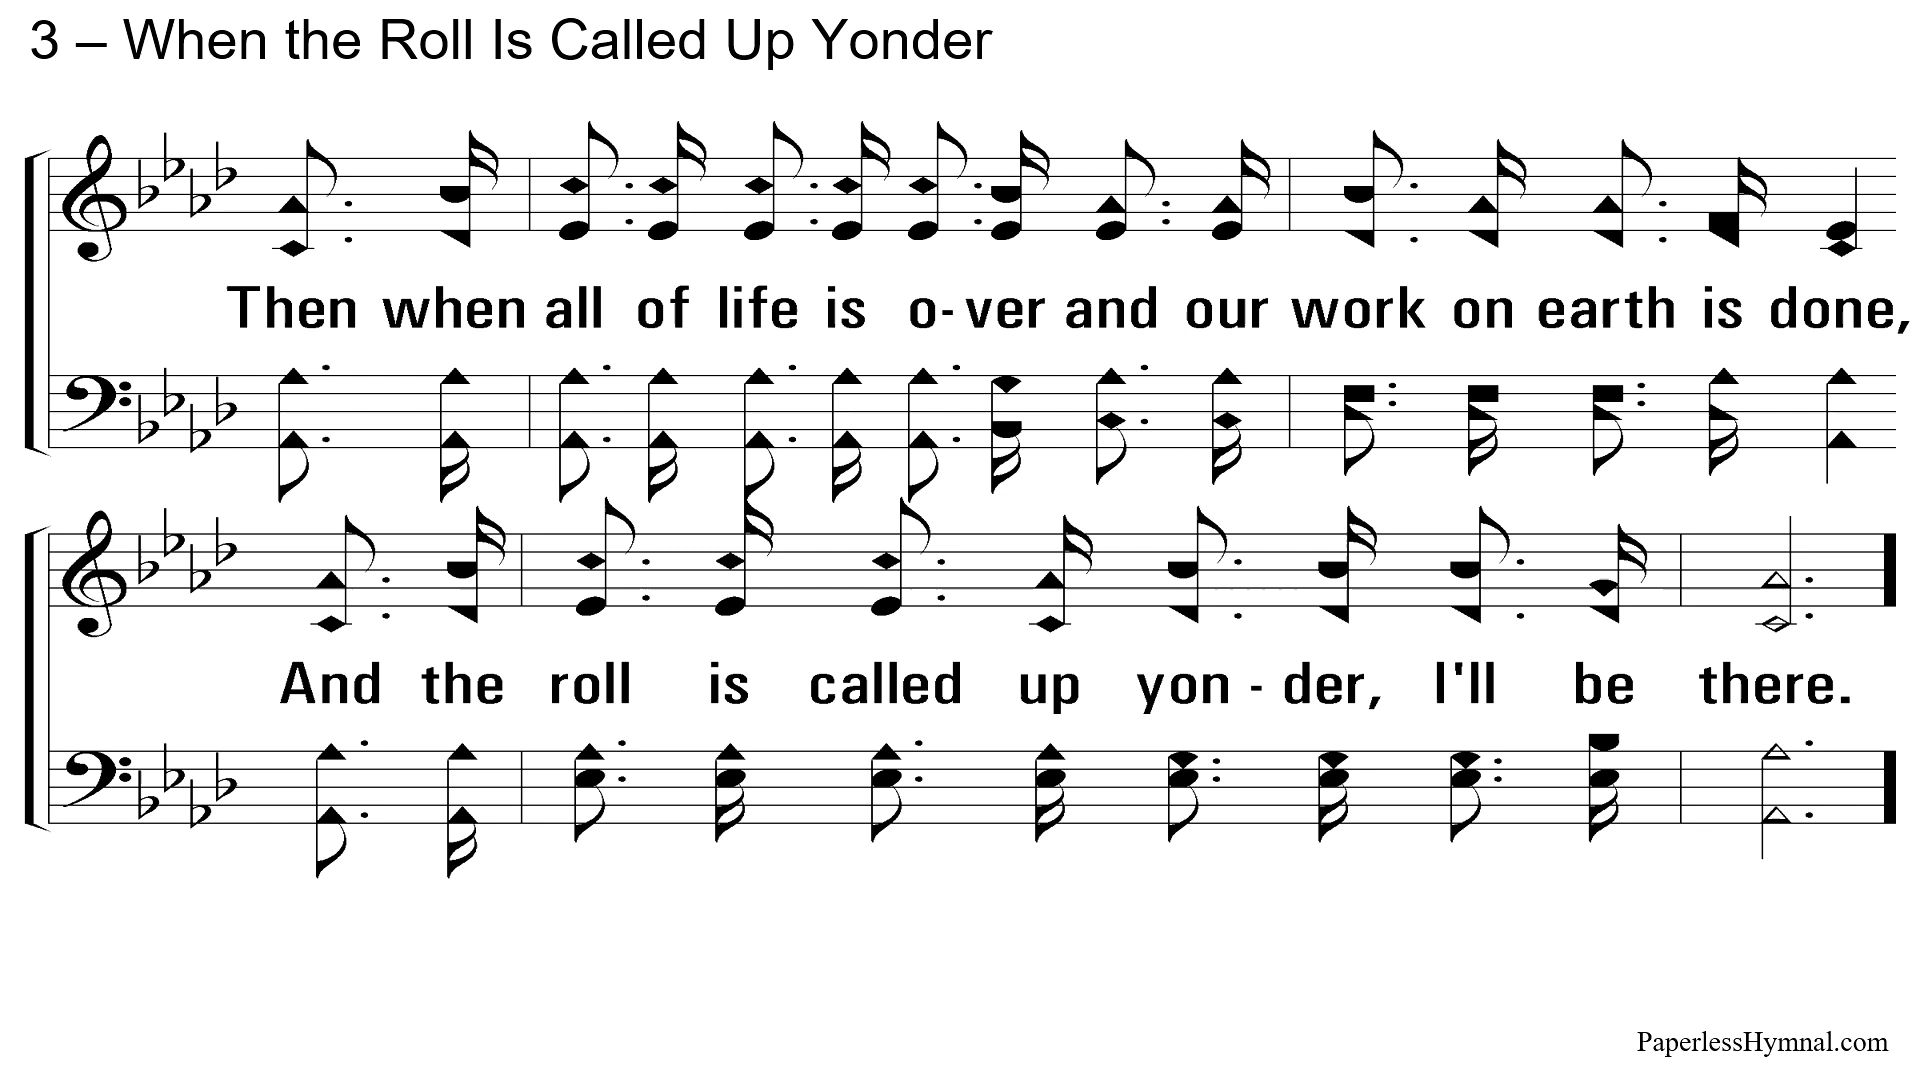 3 – When the Roll Is Called Up Yonder
Then when all of life is o-ver and our work on earth is done,
And the roll is called up yon - der, I'll be there.
PaperlessHymnal.com